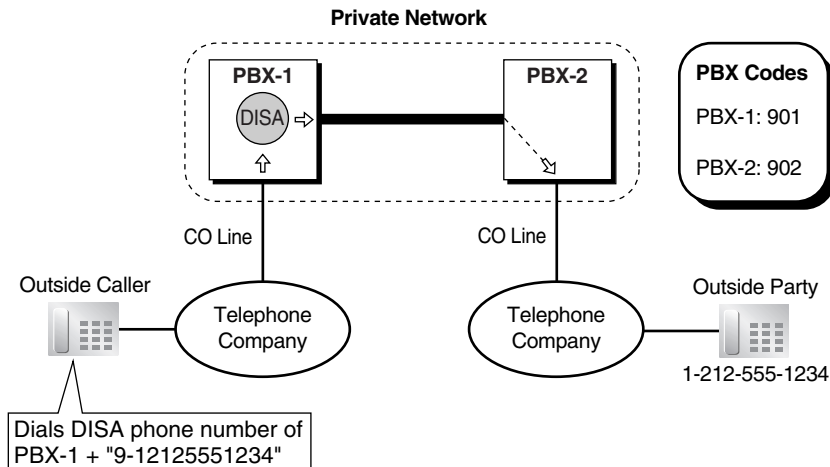 Private Network
PBX-1
DISA
PBX-2
PBX Codes
PBX-1: 901
PBX-2: 902
CO Line
CO Line
Outside Caller
Telephone
Company
Telephone
Company
Outside Party
1-212-555-1234
Dials DISA phone number of
PBX-1 + "9-12125551234"